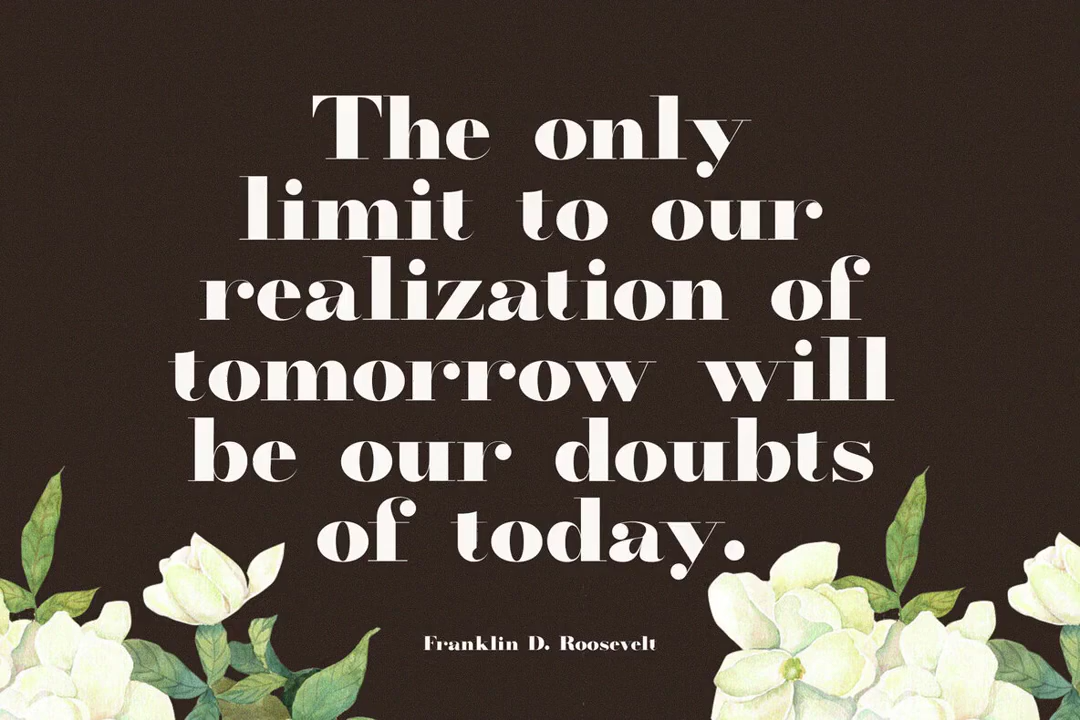 The only
limit to our
realization of
tomorrow will
be our doubts
of today.
Franklin D. Roosevelt